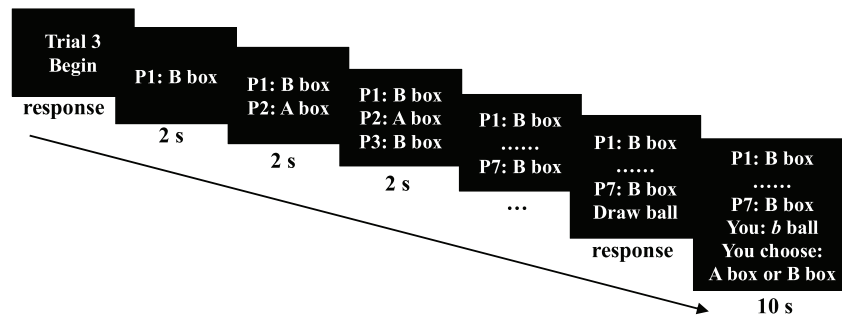 Trial 3
Begin
response
P1: B box
2 s
P1: B box
P2: A box
2 s
P1: B box
P2: A box
P3: B box
2 s
P1: B box
......
P7: B box
...
P1: B box
......
P7: B box
Draw ball
response
P1: B box
......
P7: B box
You: b ball
You choose:
A box or B box
10 s